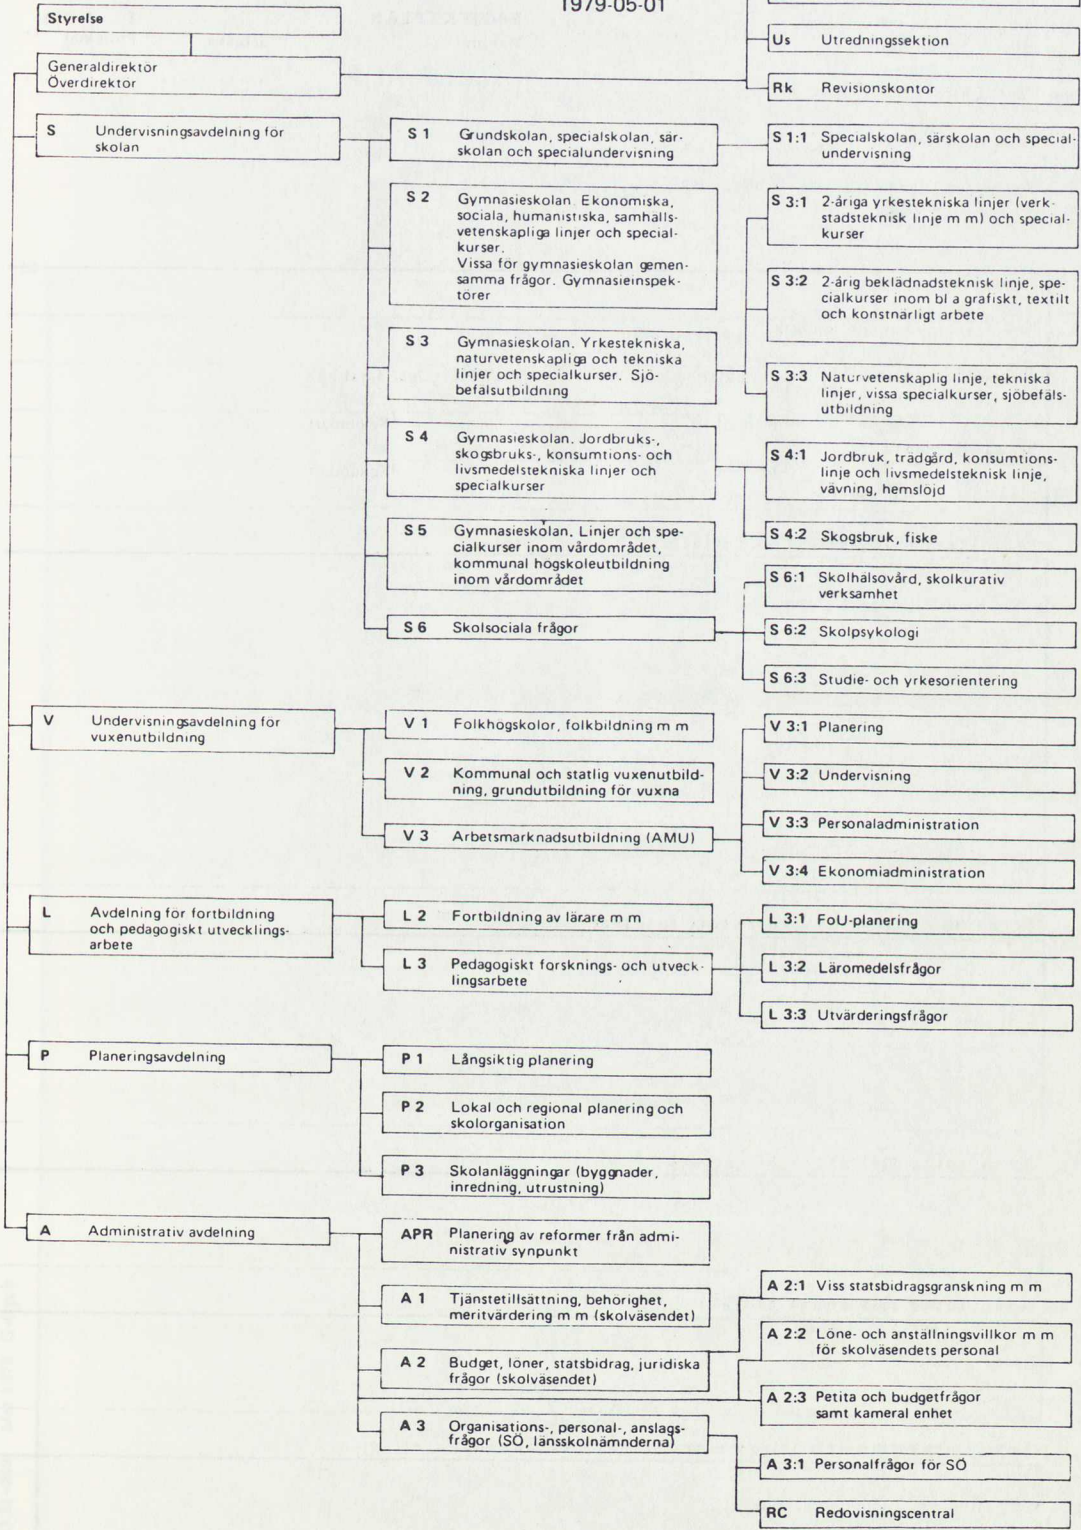 1979-05-01
Styrelse
Generaldirektör
Överdirektör
Us Utredningssektion
Rk Revisionskontor
S Undervisningsavdelning för
skolan
S 1 Grundskolan, specialskolan, sär-
skolan och specialundervisning
S 1:1 Specialskolan, särskolan och special-
undervisning
S 2 Gymnasieskolan. Ekonomiska,
sociala, humanistiska, samhälls-
vetenskapliga linjer och special-
kurser.
Vissa för gymnasieskolan gemen-
samma frågor. Gymnasieinspek-
törer
S 3 Gymnasieskolan. Yrkestekniska,
naturvetenskapliga och tekniska
linjer och specialkurser. Sjö-
befälsutbildning
S 3:1 2-åriga yrkestekniska linjer (verk-
stadsteknisk linje m m) och special-
kurser
S 3:2 2-årig beklädnadsteknisk linje, spe-
cialkurser inom bl a grafiskt, textilt
och konstnärligt arbete
S 3:3 Naturvetenskaplig linje, tekniska
linjer, vissa specialkurser, sjöbefäls-
utbildning
S 4 Gymnasieskolan. Jordbruks-,
skogsbruks-, konsumtions- och
livsmedelstekniska linjer och
specialkurser
S 4:1 Jordbruk, trädgård, konsumtions-
linje och livsmedelsteknisk linje,
vävning, hemslöjd
S 4:2 Skogsbruk, fiske
S 5 Gymnasieskolan. Linjer och spe-
cialkurser inom vårdområdet,
kommunal högskoleutbildning
inom vårdområdet
S 6 Skolsociala frågor
S 6:1 Skolhälsovård, skolkurativ
verksamhet
S 6:2 Skolpsykologi
S 6:3 Studie- och yrkesorientering
V Undervisningsavdelning för
vuxenutbildning
V 1 Folkhögskolor, folkbildning m m
V 2 Kommunal och statlig vuxenutbild-
ning, grundutbildning för vuxna
V 3 Arbetsmarknadsutbildning (AMU)
V 3:1 Planering
V 3:2 Undervisning
V 3:3 Personaladministration
V 3:4 Ekonomiadministration
L Avdelning för fortbildning
och pedagogiskt utvecklings-
arbete
L 2 Fortbildning av lärare m m
L 3 Pedagogiskt forsknings- och utveck-
lingsarbete
L 3:1 FoU-planering
L 3:2 Läromedelsfrågor
L 3:3 Utvärderingsfrågor
P Planeringsavdelning
P 1 Långsiktig planering
P 2 Lokal och regional planering och
skolorganisation
P 3 Skolanläggningar (byggnader,
inredning, utrustning)
A Administrativ avdelning
APR Planering av reformer från admi-
nistrativ synpunkt
A 1 Tjänstetillsättning, behörighet,
meritvärdering m m (skolväsendet)
A 2 Budget, löner, statsbidrag, juridiska
frågor (skolväsendet)
A 2:1 Viss statsbidragsgranskning m m
A 2:2 Löne- och anställningsvillkor m m
för skolväsendets personal
A 2:3 Petita och budgetfrågor
samt kameral enhet
A 3 Organisations-, personal-, anslags-
frågor (SÖ, länsskolnämnderna)
A 3:1 Personalfrågor för SÖ
RC Redovisningscentral